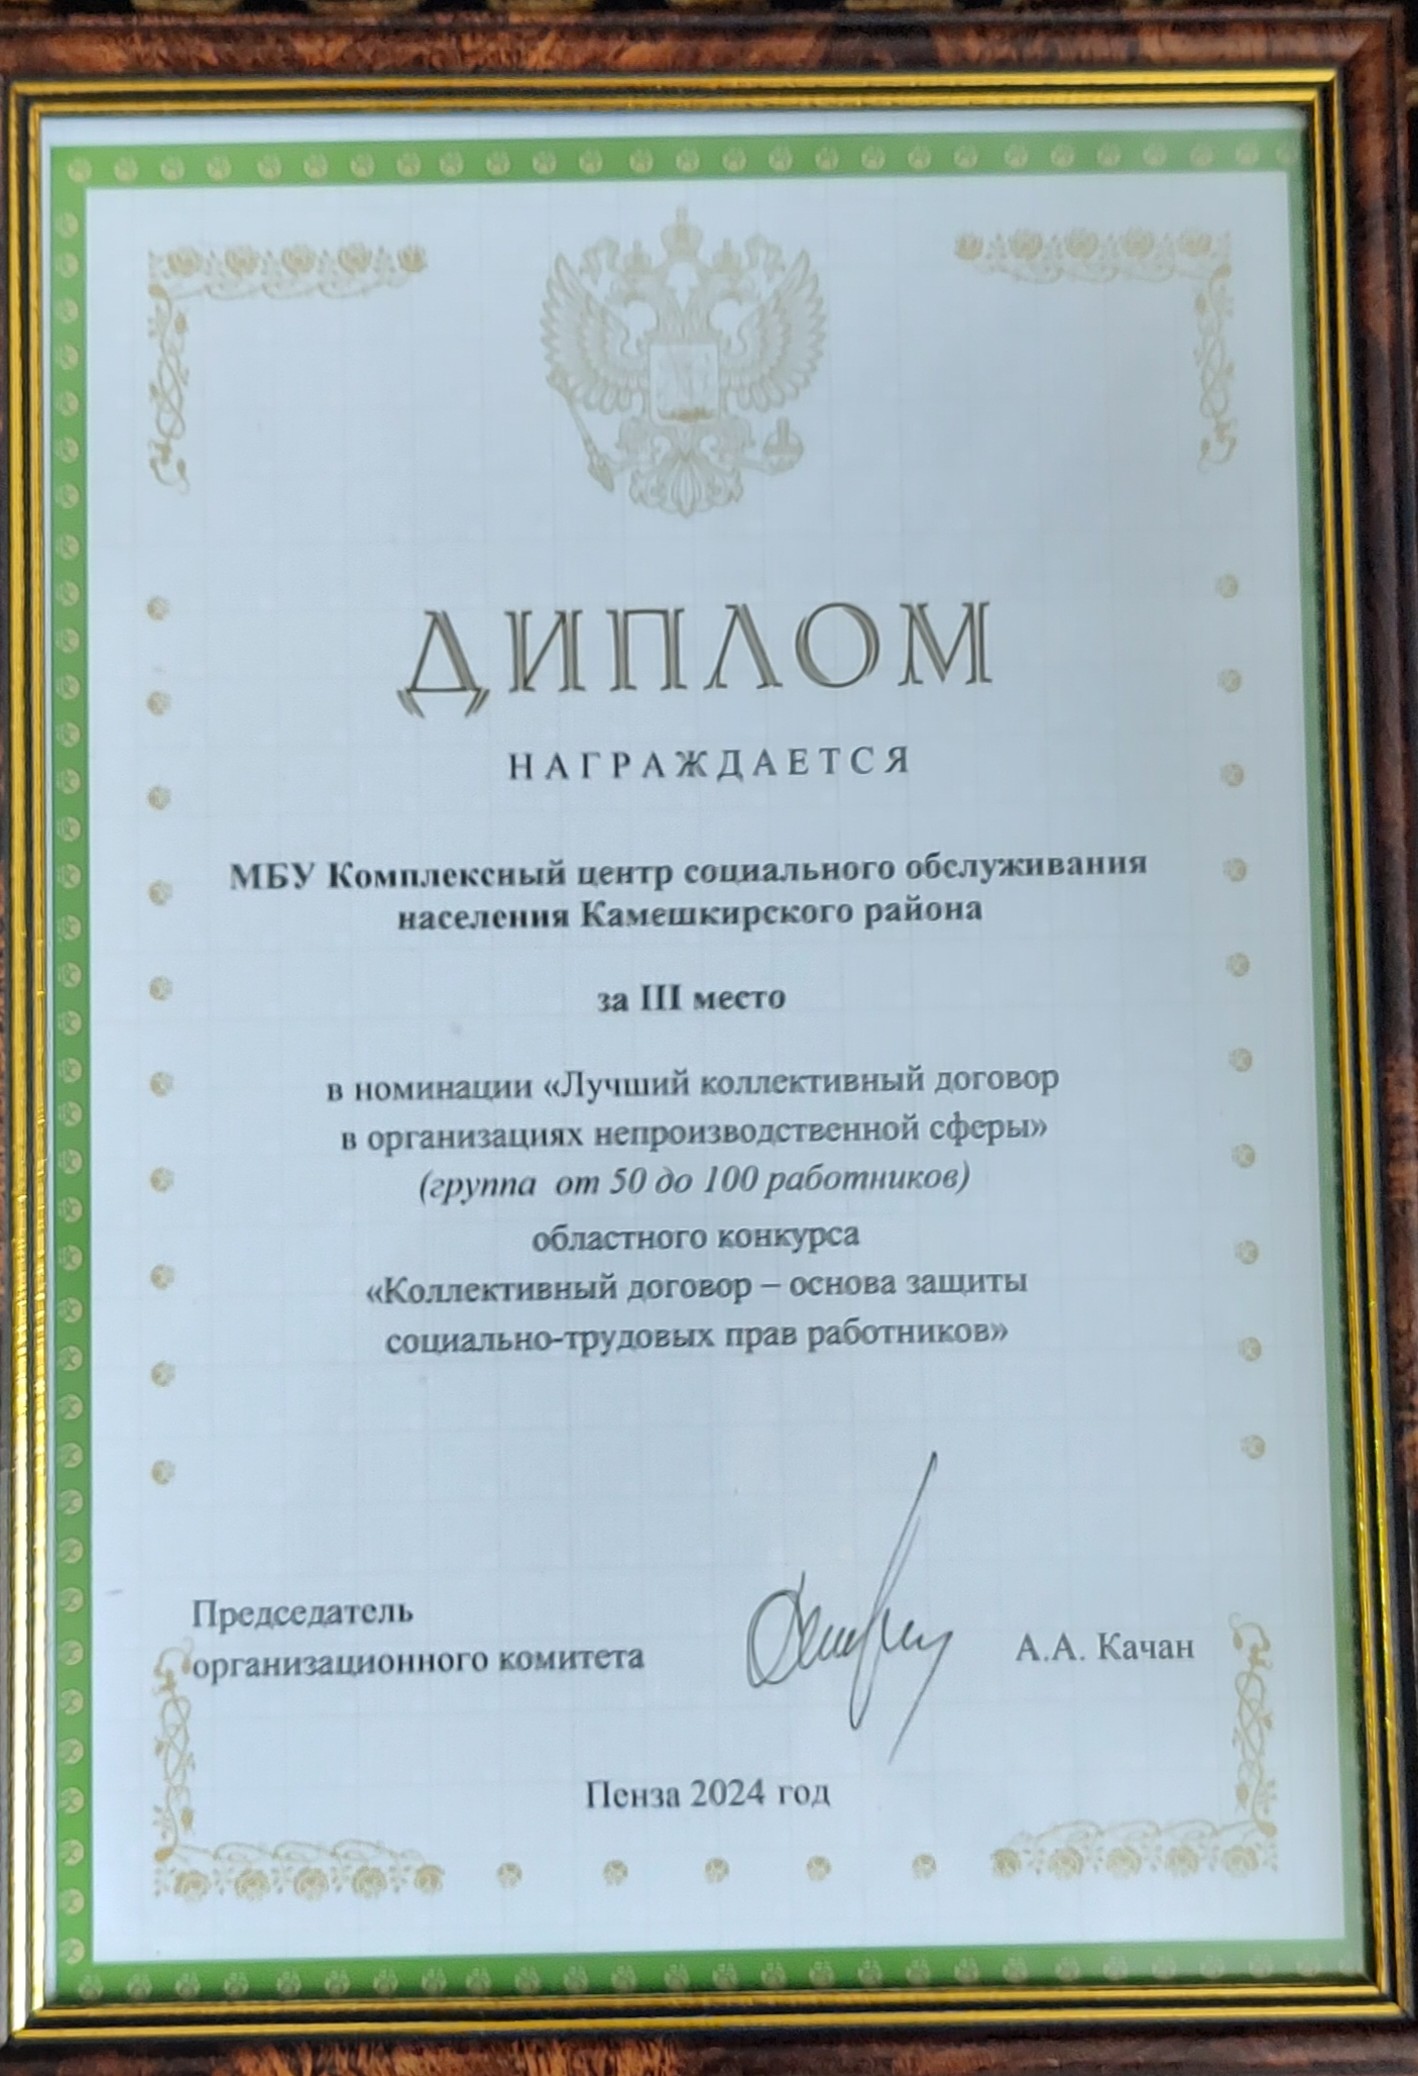 ДИПЛОМ
НАГРАЖДАЕТСЯ
МБУ Комплексный центр социального обслуживания
населения Камешкирского района
за III место
в номинации «Лучший коллективный договор
в организациях непроизводственной сферы»
(группа от 50 до 100 работников)
областного конкурса
«Коллективный договор – основа защиты
социально-трудовых прав работников»
Председатель
организационного комитета
А.А. Качан
Пенза 2024 год